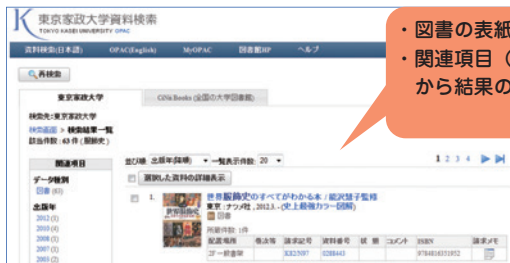 東京家政大学資料検索
TOKYO KASEI UNIVERSITY OPAC
資料検索(日本語) OPAC(English) MyOPAC 図書館HP ヘルプ
再検索
東京家政大学 CiNii Books (全国の大学図書館)
検索先:東京家政大学
検索画面 > 検索結果一覧
該当件数: 63 件 (服飾史)
関連項目
データ種別
図書 (63)
出版年
2012 (1)
2010 (4)
2008 (1)
2007 (1)
2003 (2)
並び順: 出版年(降順) 一覧表示件数: 20
1 2 3 4
選択した資料の詳細表示
1. 世界服飾史のすべてがわかる本 / 能沢慧子監修
東京 : ナツメ社 , 2012.3. - (史上最強カラー図解)
図書
所蔵件数: 1件
配置場所 巻冶等 請求記号 資料番号 状 態 コメント ISBN 請求メモ
2F一般書架 K82/5097 0288443 9784816351952
・図書の表紙
・関連項目(
から結果の